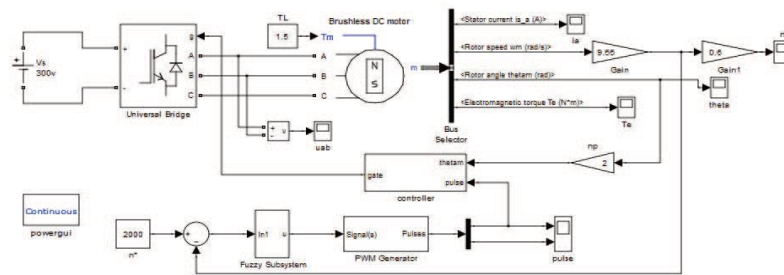 TL
Brushless DC motor
<Stator current is_a (A)>
ia
1.5
Tm
Vs
300v
+
-
g
A
B
C
Universal Bridge
A
B
C
N
S
m
<Rotor speed wm (rad/s)>
9.55
Gain
0.6
Gain1
n
<Rotor angle thetam (rad)>
theta
<Electromagnetic torque Te (N*m)>
Te
Bus
Selector
+
-
v
uab
np
2
gate
thetam
pulse
controller
Continuous
powergui
2000
n*
+
-
In1
u
Fuzzy Subsystem
Signal(s)
Pulses
PWM Generator
pulse